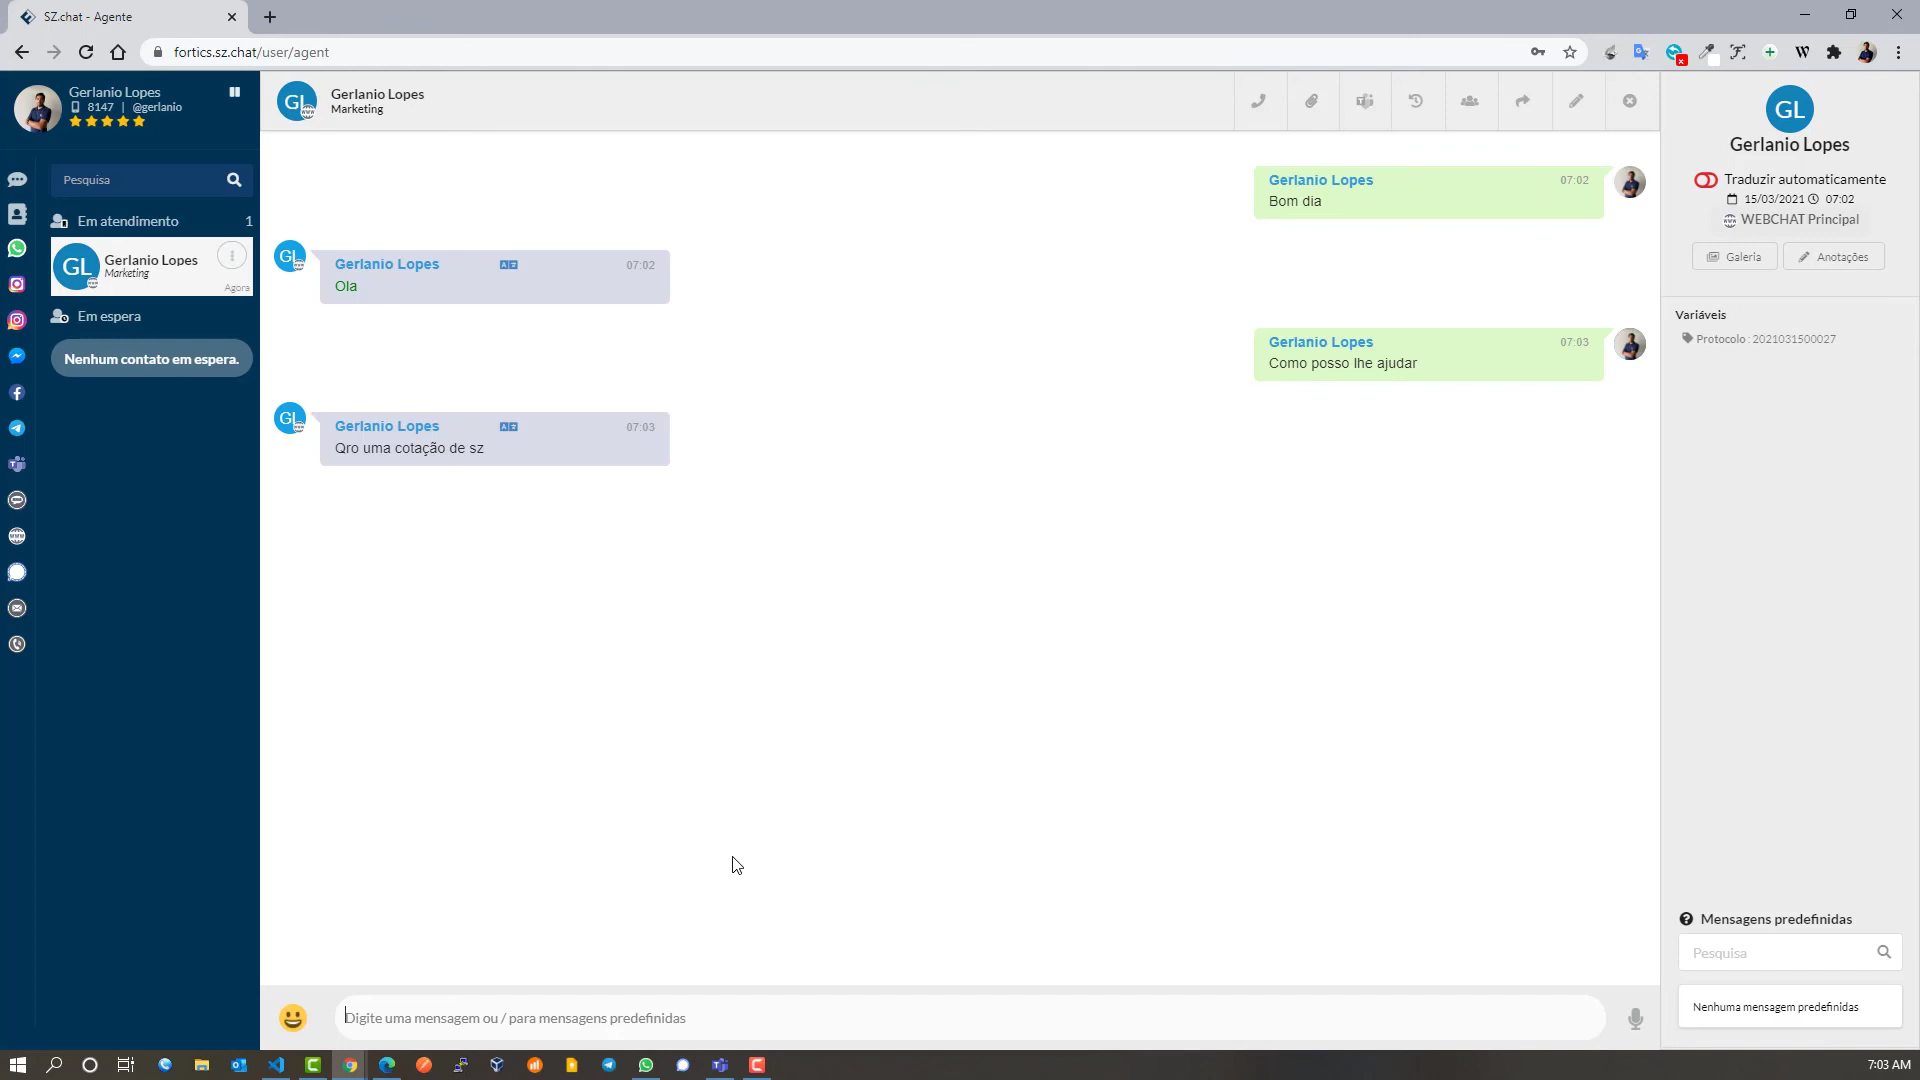 SZ.chat - Agente
fortics.sz.chat/user/agent
Gerlanio Lopes
8147 | @gerlanio
Pesquisa
Em atendimento 1
GL
Gerlanio Lopes
Marketing
Agora
Em espera
Nenhum contato em espera.
GL
Gerlanio Lopes
Marketing
Gerlanio Lopes 07:02
Bom dia
GL
Gerlanio Lopes 07:02
Ola
Gerlanio Lopes 07:03
Como posso lhe ajudar
GL
Gerlanio Lopes 07:03
Qro uma cotação de sz
Digite uma mensagem ou / para mensagens predefinidas
GL
Gerlanio Lopes
Traduzir automaticamente
15/03/2021 07:02
WEBCHAT Principal
Galeria
Anotações
Variáveis
Protocolo : 2021031500027
Mensagens predefinidas
Pesquisa
Nenhuma mensagem predefinidas
7:03 AM